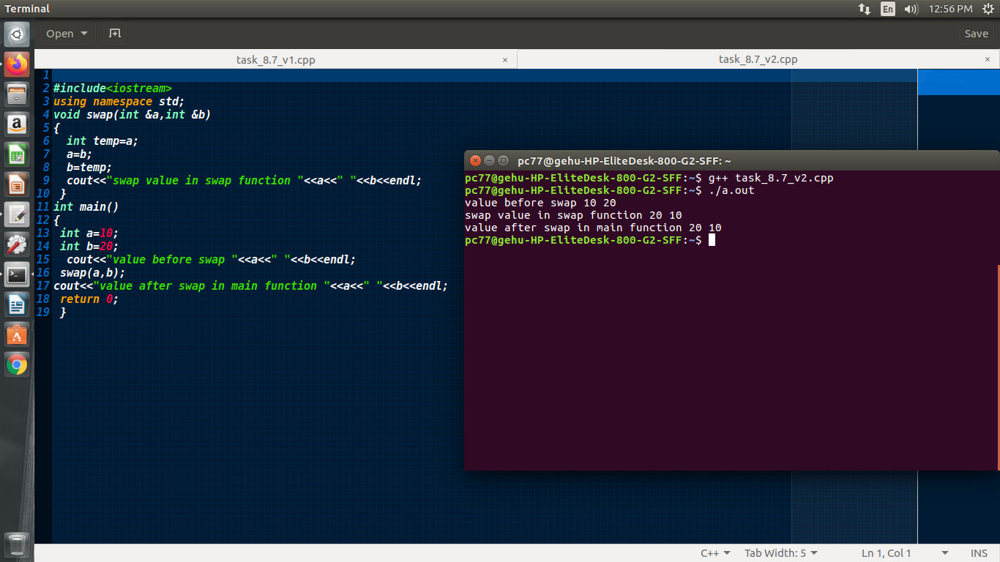 Terminal
En
12:56 PM
Open
Save
task_8.7_v1.cpp
×
task_8.7_v2.cpp
×
1
2 #include<iostream>
3 using namespace std;
4 void swap(int &a,int &b)
5 {
6   int temp=a;
7   a=b;
8   b=temp;
9   cout<<"swap value in swap function "<<a<<" "<<b<<endl;
10  }
11 int main()
12 {
13  int a=10;
14  int b=20;
15   cout<<"value before swap "<<a<<" "<<b<<endl;
16  swap(a,b);
17 cout<<"value after swap in main function "<<a<<" "<<b<<endl;
18  return 0;
19  }
pc77@gehu-HP-EliteDesk-800-G2-SFF: ~
pc77@gehu-HP-EliteDesk-800-G2-SFF:~$ g++ task_8.7_v2.cpp
pc77@gehu-HP-EliteDesk-800-G2-SFF:~$ ./a.out
value before swap 10 20
swap value in swap function 20 10
value after swap in main function 20 10
pc77@gehu-HP-EliteDesk-800-G2-SFF:~$
C++
Tab Width: 5
Ln 1, Col 1
INS